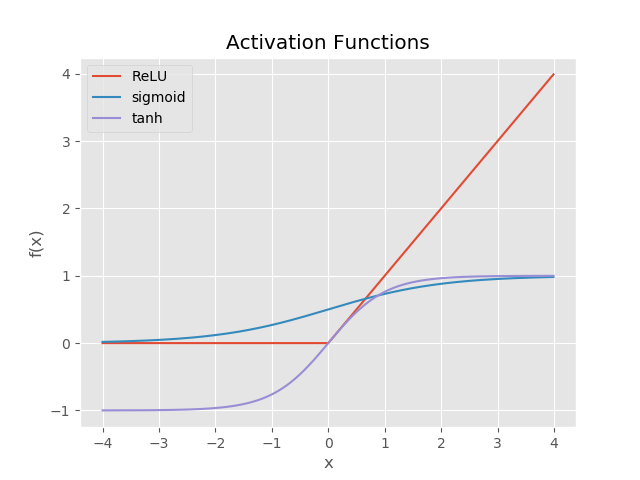 Activation Functions
ReLU
sigmoid
tanh
f(x)
4
3
2
1
0
−1
−4
−3
−2
−1
0
1
2
3
4
x